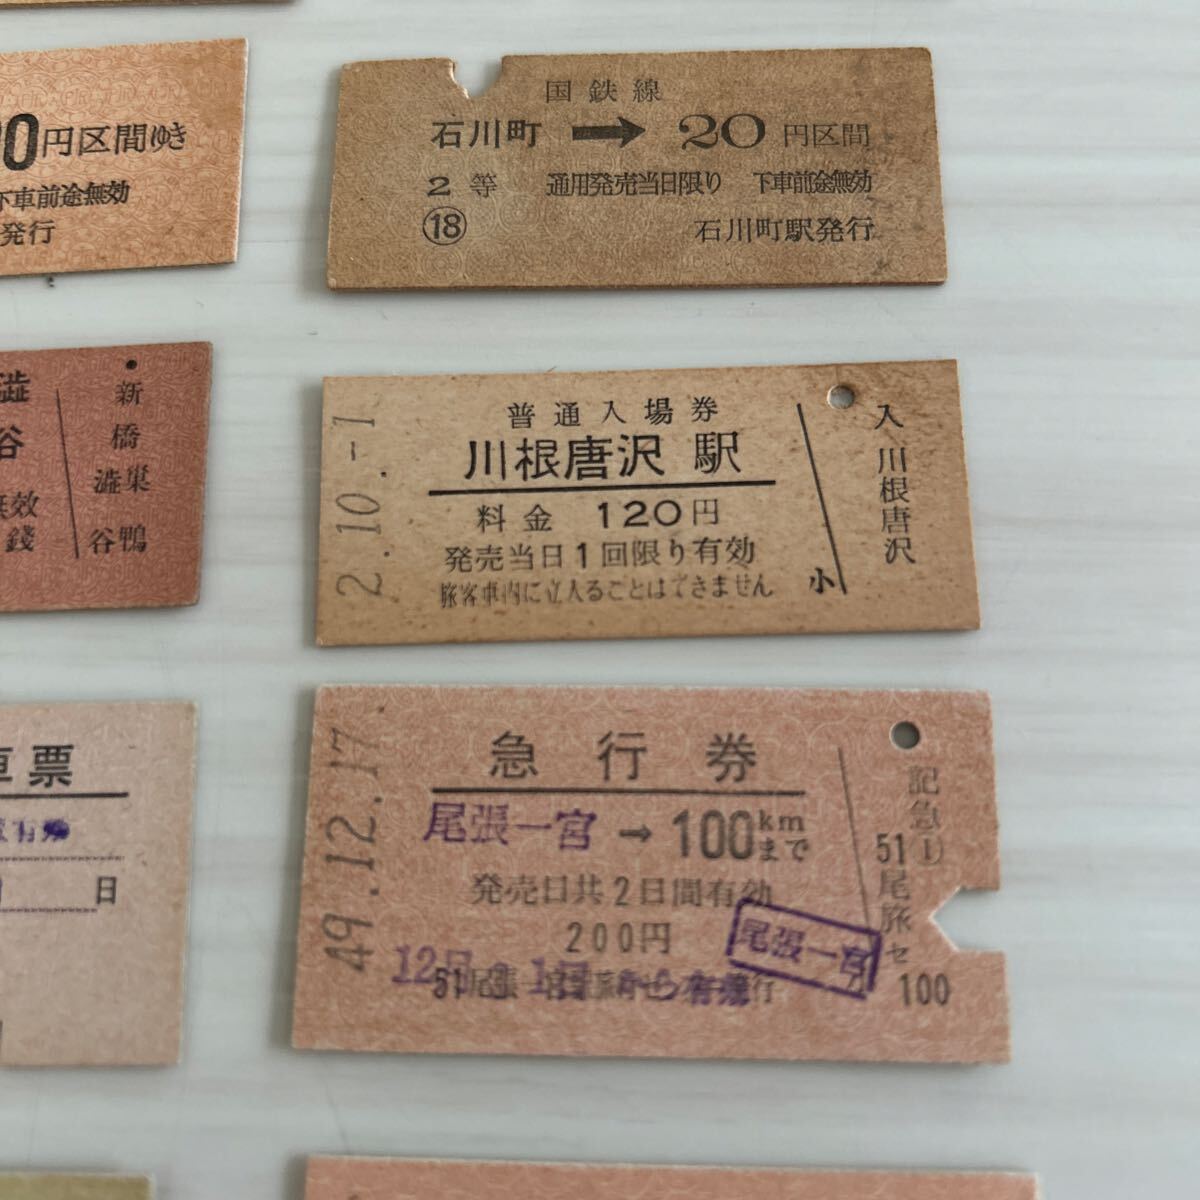 円区間ゆき
下車前途無効
発行
国鉄線
石川町 → 20 円区間
2等 通用発売当日限り 下車前途無効
18
石川町駅発行
新橋
澁谷
巣鴨
無效
錢
2.10.-1
普通入場券
川根唐沢駅
料金 120円
発売当日1回限り有効
旅客車内に立入ることはできません
小
入 川根唐沢
車票
日
49.12.17
急行券
尾張一宮 → 100kmまで
発売日共2日間有効
200円
尾張一宮
記急(1)
51尾旅セ
100